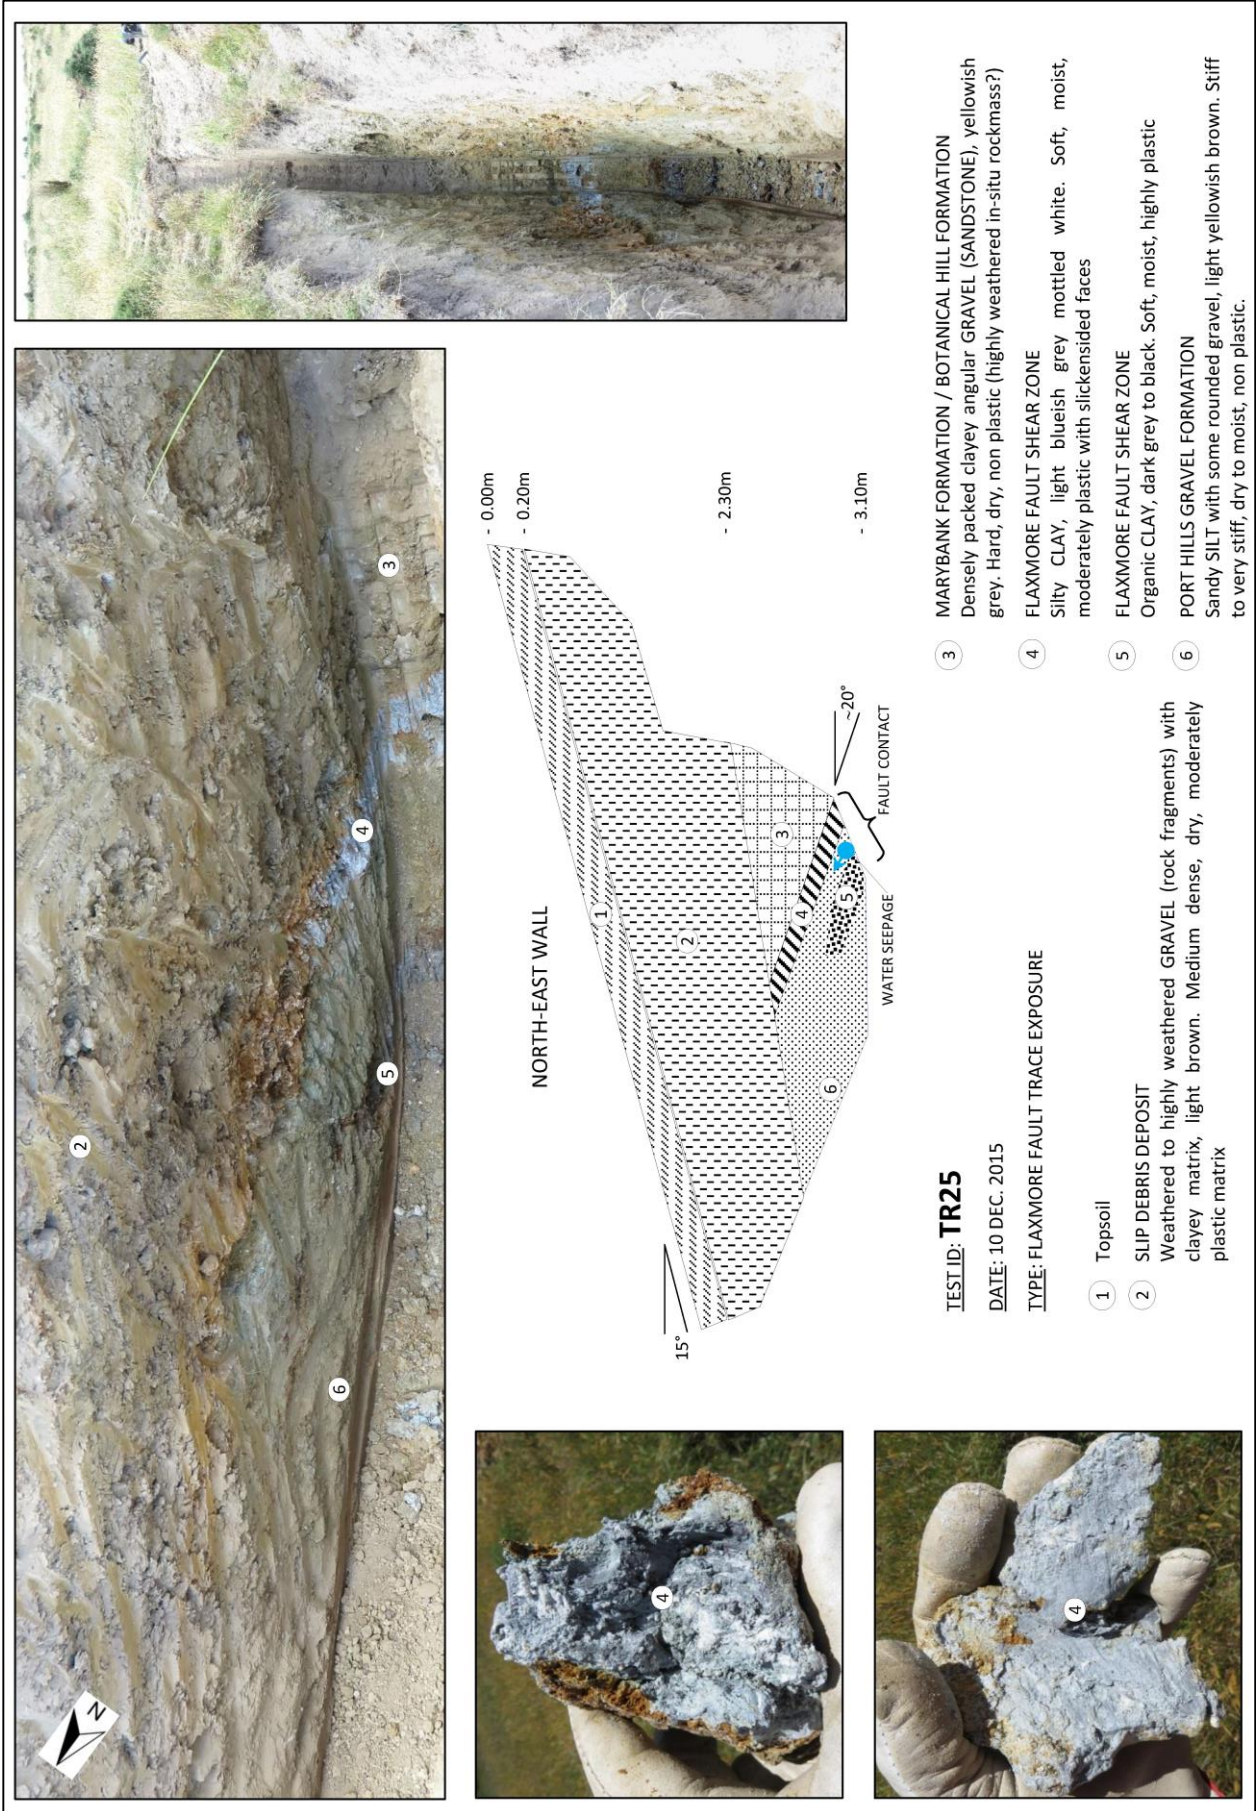 N
2
3
4
5
6
4
4
NORTH-EAST WALL
- 0.00m
- 0.20m
- 2.30m
- 3.10m
15°
1
2
3
4
5
6
~20°
FAULT CONTACT
WATER SEEPAGE
TEST ID: TR25
DATE: 10 DEC. 2015
TYPE: FLAXMORE FAULT TRACE EXPOSURE
1 Topsoil
2 SLIP DEBRIS DEPOSIT
Weathered to highly weathered GRAVEL (rock fragments) with
clayey matrix, light brown. Medium dense, dry, moderately
plastic matrix
3 MARYBANK FORMATION / BOTANICAL HILL FORMATION
Densely packed clayey angular GRAVEL (SANDSTONE), yellowish
grey. Hard, dry, non plastic (highly weathered in-situ rockmass?)
4 FLAXMORE FAULT SHEAR ZONE
Silty CLAY, light blueish grey mottled white. Soft, moist,
moderately plastic with slickensided faces
5 FLAXMORE FAULT SHEAR ZONE
Organic CLAY, dark grey to black. Soft, moist, highly plastic
6 PORT HILLS GRAVEL FORMATION
Sandy SILT with some rounded gravel, light yellowish brown. Stiff
to very stiff, dry to moist, non plastic.